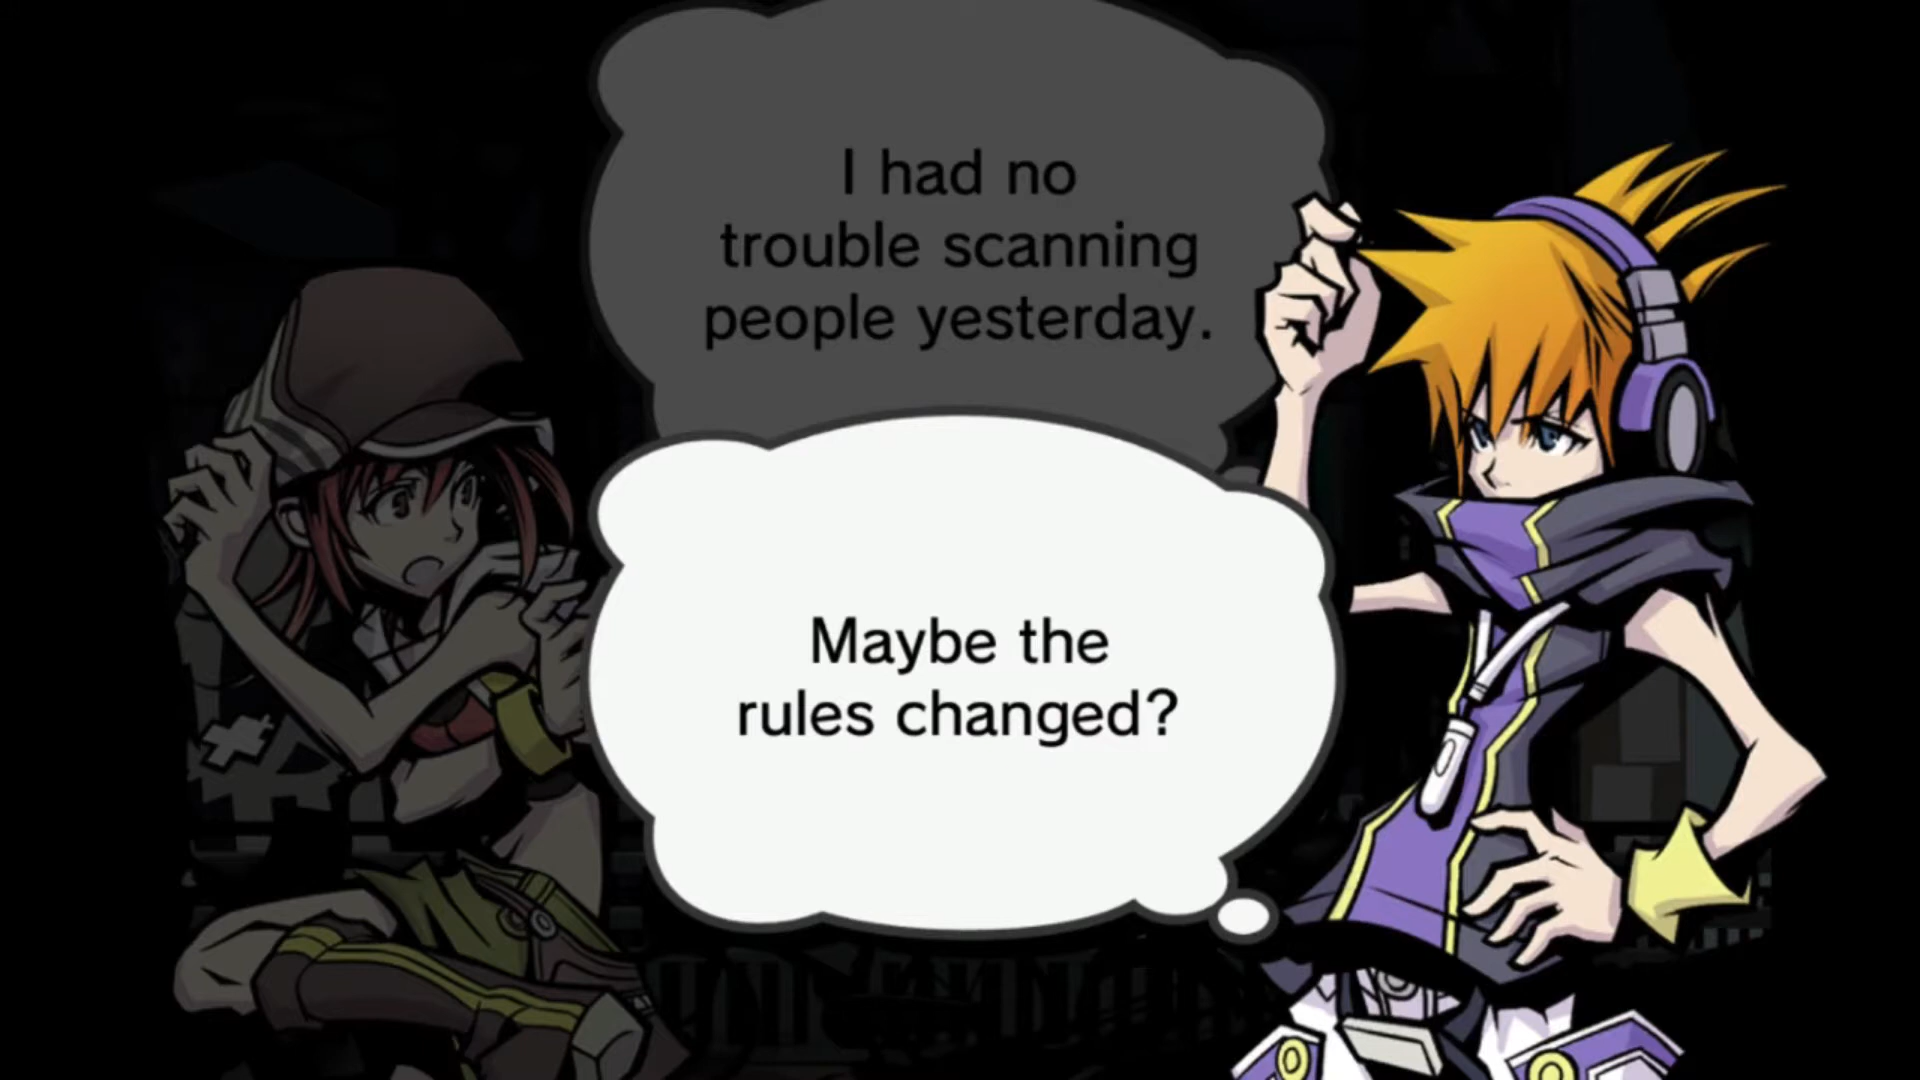 I had no
trouble scanning
people yesterday.
Maybe the
rules changed?